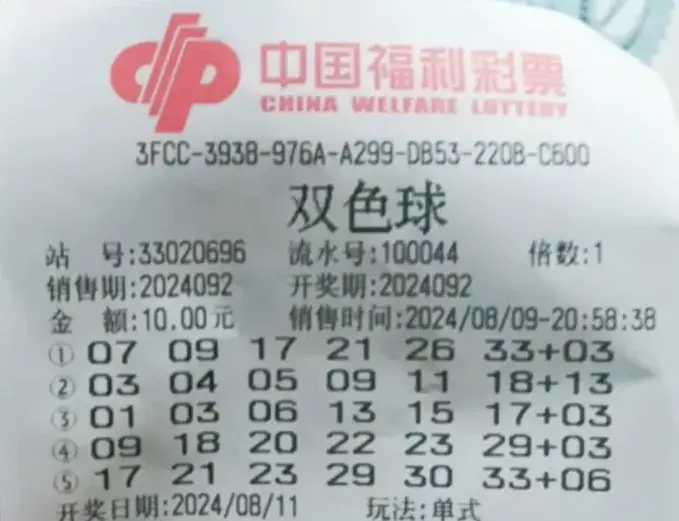 中国福利彩票
CHINA WELFARE LOTTERY
3FCC-3938-976A-A299-DB53-220B-C600
双色球
站 号:33020696 流水号:100044 倍数:1
销售期:2024092 开奖期:2024092
金 额:10.00元 销售时间:2024/08/09-20:58:38
① 07 09 17 21 26 33+03
② 03 04 05 09 11 18+13
③ 01 03 06 13 15 17+03
④ 09 18 20 22 23 29+03
⑤ 17 21 23 29 30 33+06
开奖日期:2024/08/11 玩法:单式